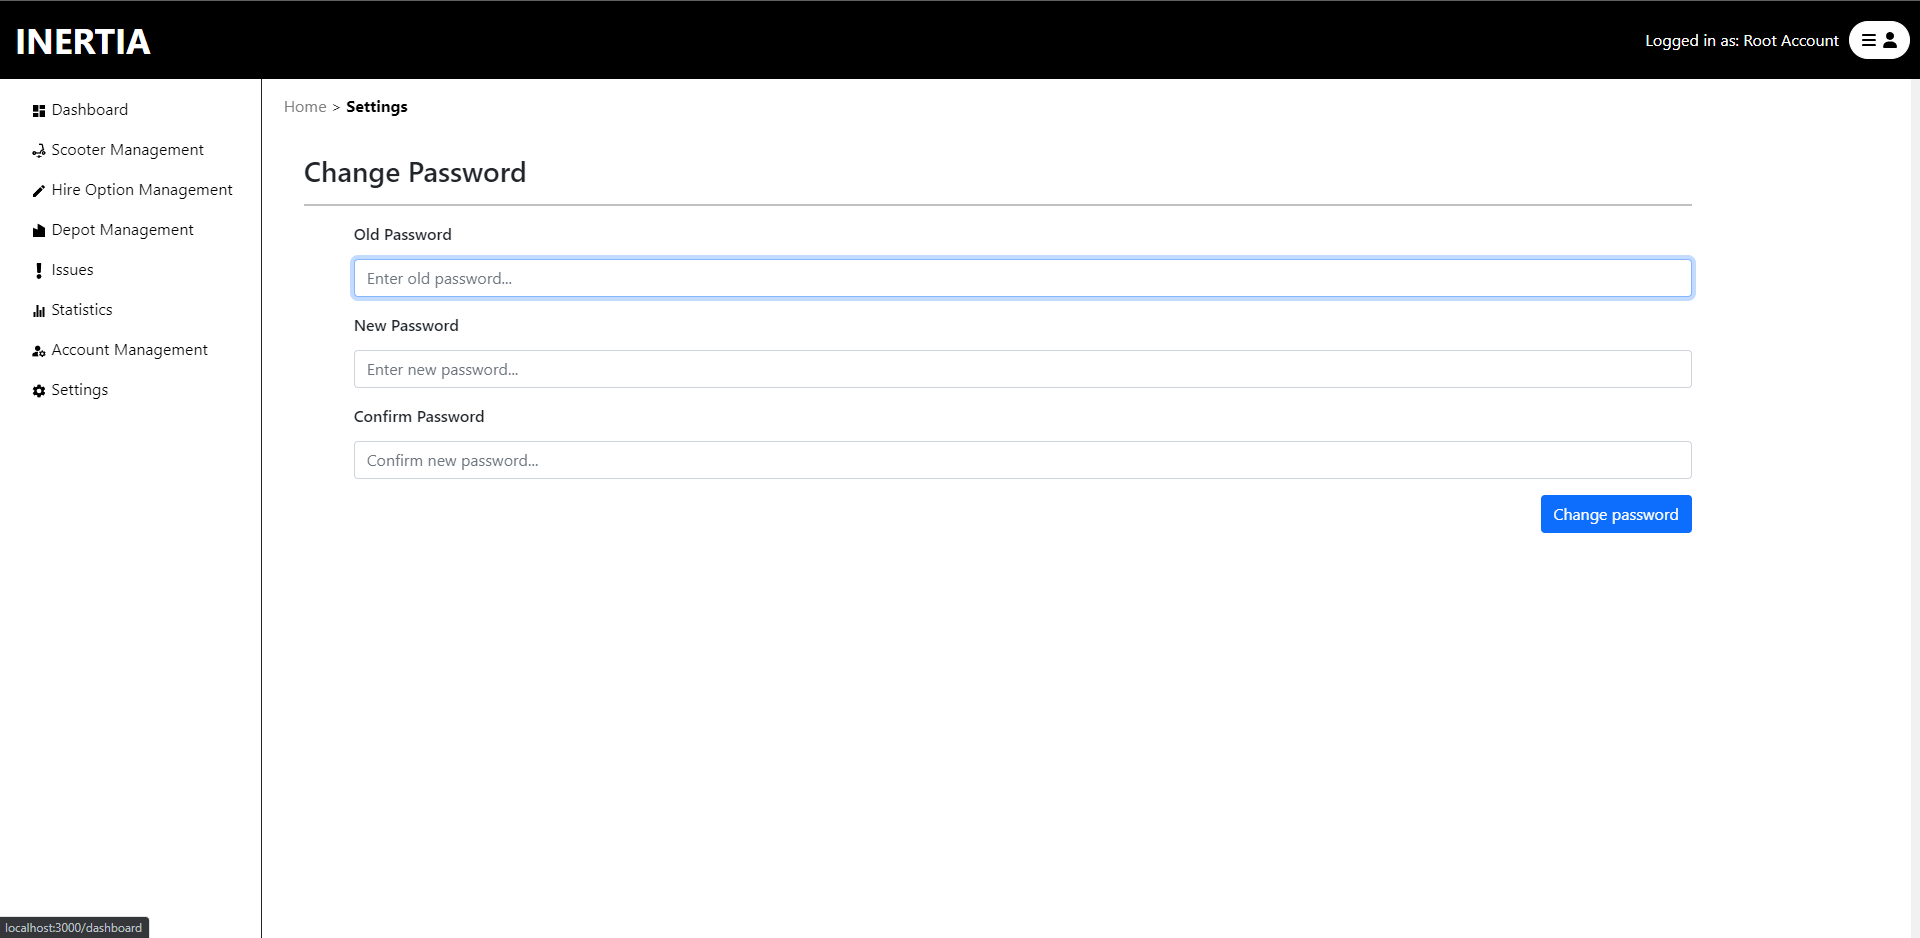 INERTIA
Logged in as: Root Account
Dashboard
Scooter Management
Hire Option Management
Depot Management
Issues
Statistics
Account Management
Settings
Home > Settings
Change Password
Old Password
Enter old password...
New Password
Enter new password...
Confirm Password
Confirm new password...
Change password
localhost:3000/dashboard